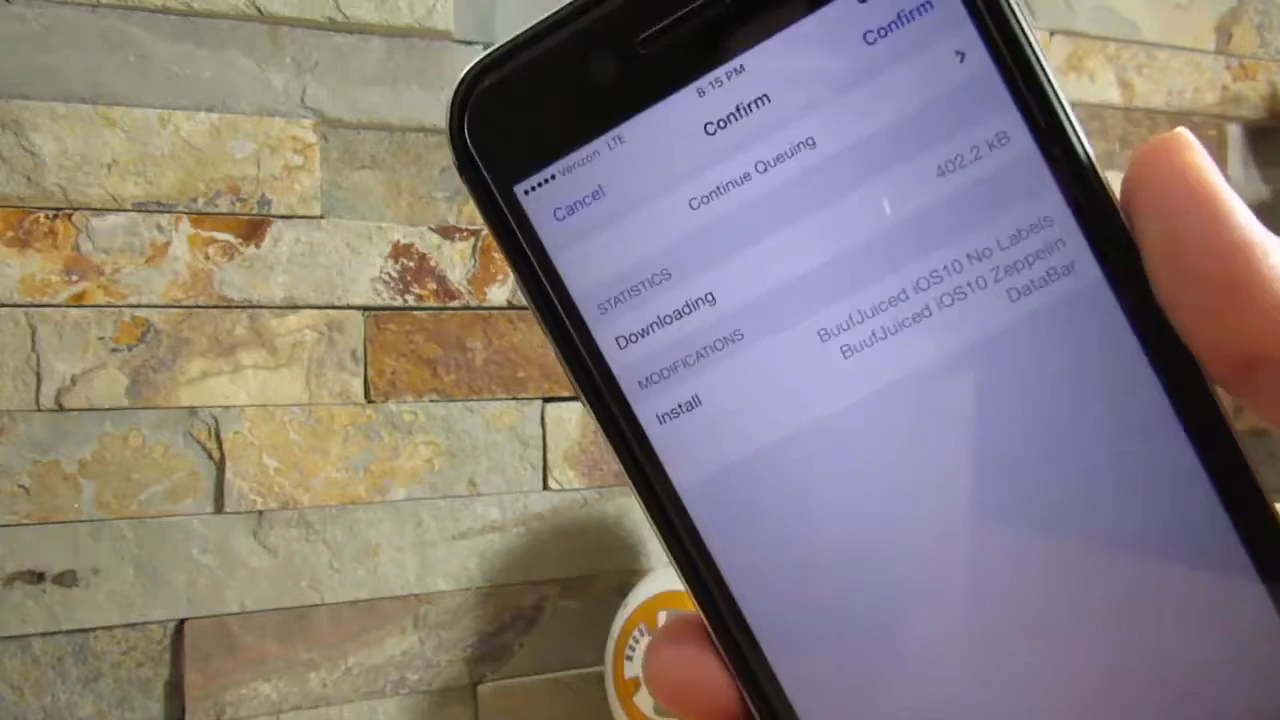 Verizon LTE
8:15 PM
Cancel
Confirm
Confirm
Continue Queuing
STATISTICS
Downloading
402.2 kB
MODIFICATIONS
Install
BuufJuiced iOS10 No Labels
BuufJuiced iOS10 Zeppelin
DataBar